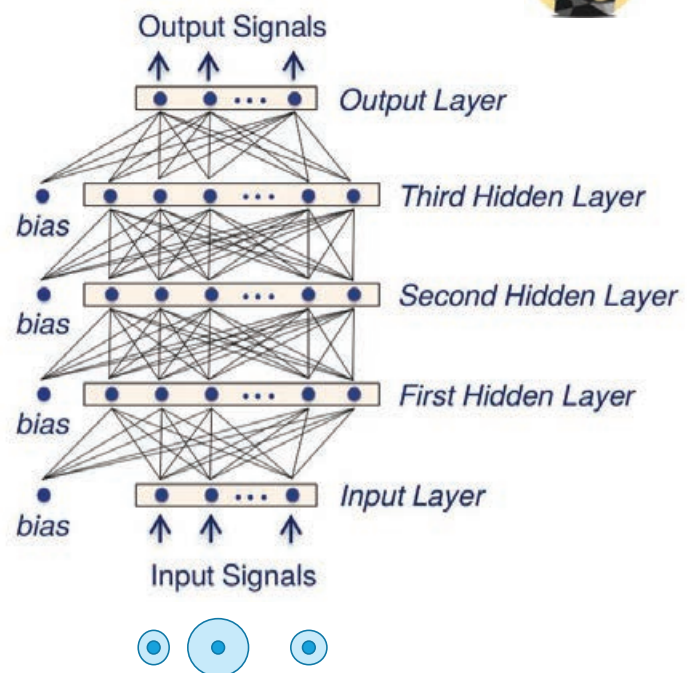 Output Signals
Output Layer
bias
Third Hidden Layer
bias
Second Hidden Layer
bias
First Hidden Layer
bias
Input Layer
Input Signals